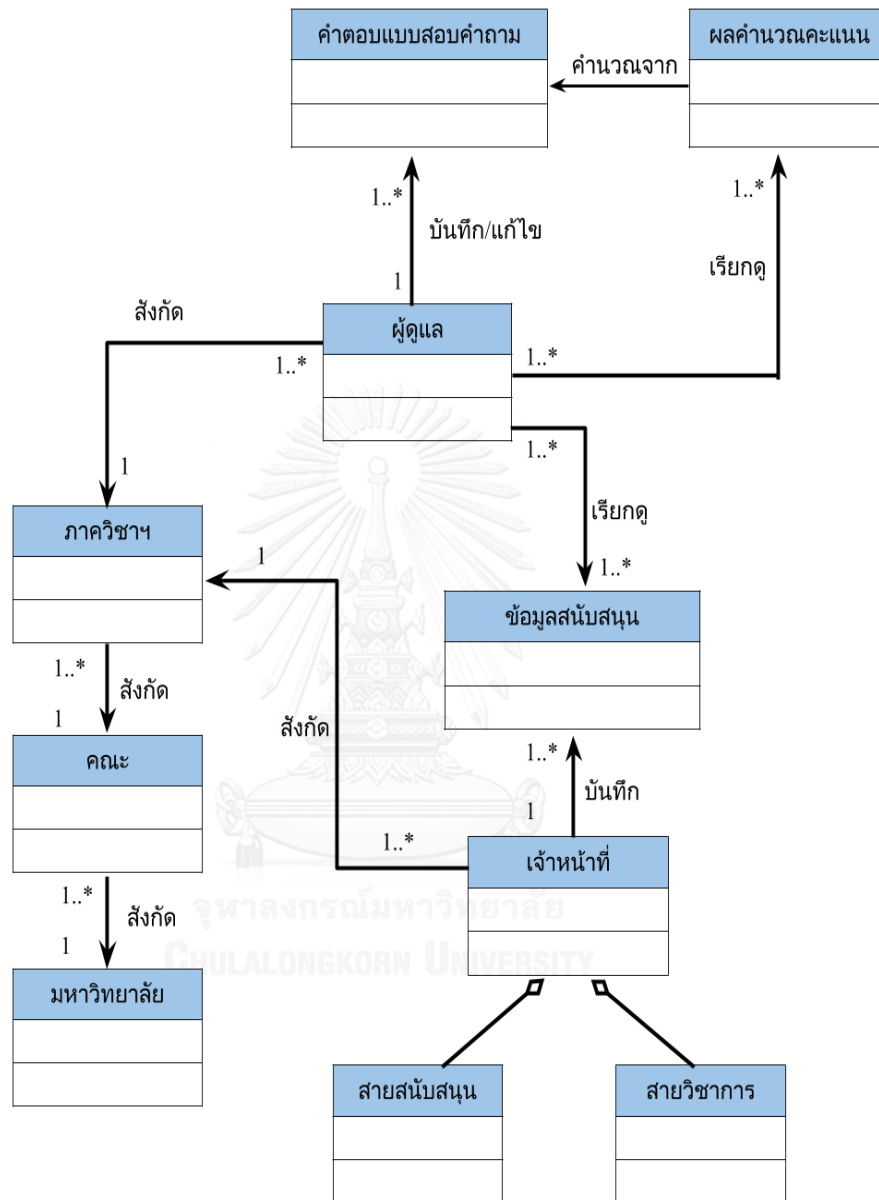 คำตอบแบบสอบคำถาม
ผลคำนวณคะแนน
คำนวณจาก
1..*
1..*
บันทึก/แก้ไข
เรียกดู
1
สังกัด
ผู้ดูแล
1..*
1..*
1..*
1
เรียกดู
ภาควิชาฯ
1
1..*
ข้อมูลสนับสนุน
1..*
สังกัด
1
สังกัด
คณะ
1..*
บันทึก
1
1..*
เจ้าหน้าที่
1..*
สังกัด
1
จุฬาลงกรณ์มหาวิทยาลัย
CHULALONGKORN UNIVERSITY
มหาวิทยาลัย
สายสนับสนุน
สายวิชาการ